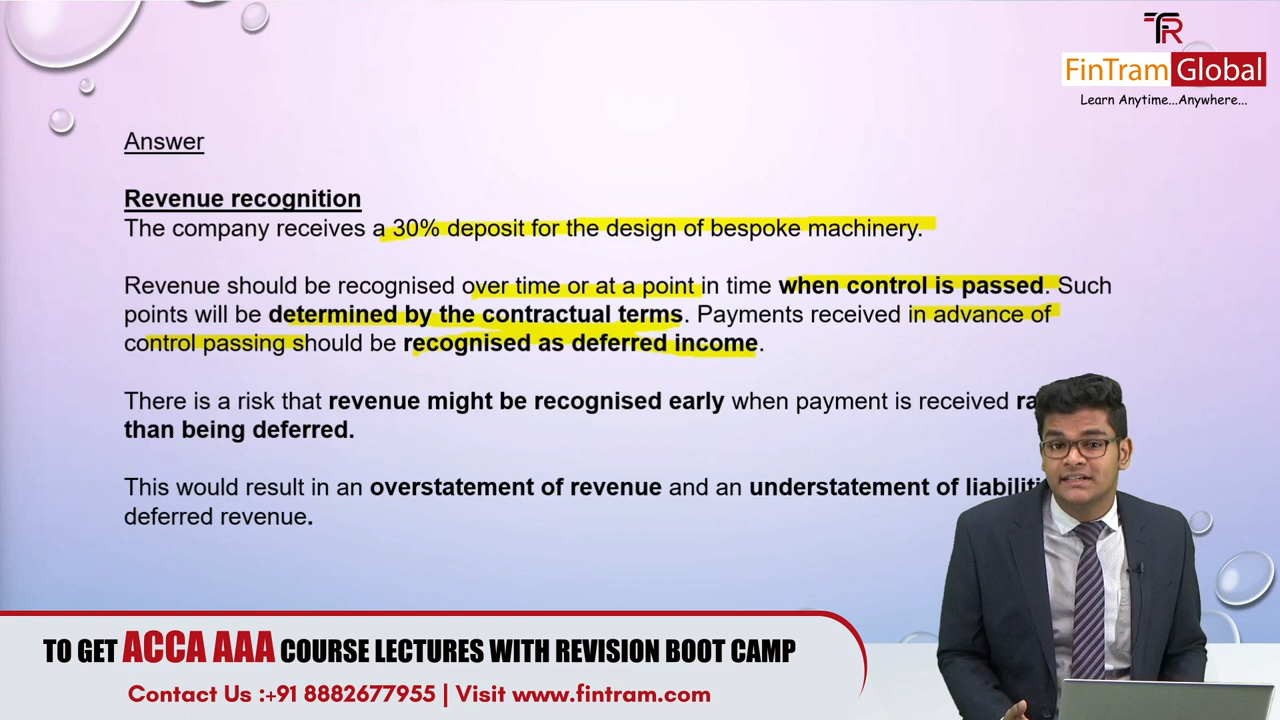 FinTram Global
Learn Anytime...Anywhere...
Answer
Revenue recognition
The company receives a 30% deposit for the design of bespoke machinery.
Revenue should be recognised over time or at a point in time when control is passed. Such
points will be determined by the contractual terms. Payments received in advance of
control passing should be recognised as deferred income.
There is a risk that revenue might be recognised early when payment is received
than being deferred.
This would result in an overstatement of revenue and an understatement of
deferred revenue.
TO GET ACCA AAA COURSE LECTURES WITH REVISION BOOT CAMP
Contact Us :+91 8882677955 | Visit www.fintram.com